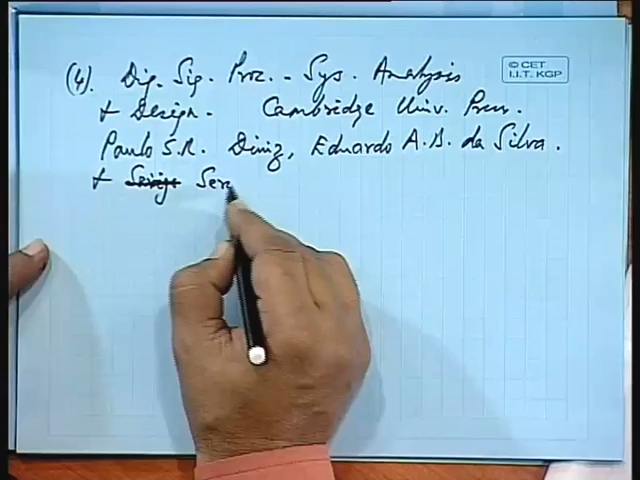 (4). Dig. Sig. Proc. - Sys. Analysis
+ Design. Cambridge Univ. Press.
Paulo S.R. Diniz, Eduardo A.B. da Silva.
+ Ser
© CET
I.I.T. KGP